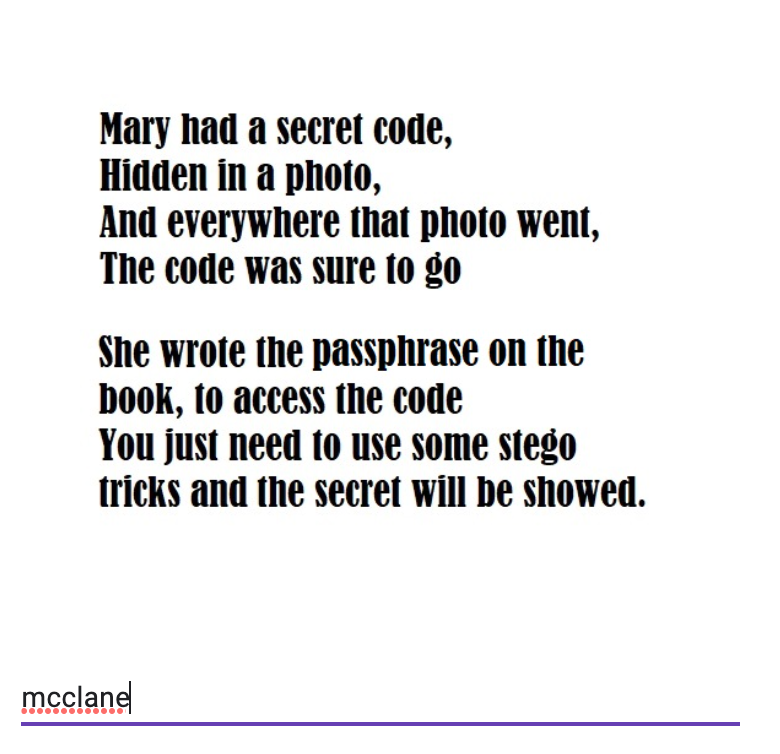 Mary had a secret code,
Hidden in a photo,
And everywhere that photo went,
The code was sure to go
She wrote the passphrase on the
book, to access the code
You just need to use some stego
tricks and the secret will be showed.
mcclane